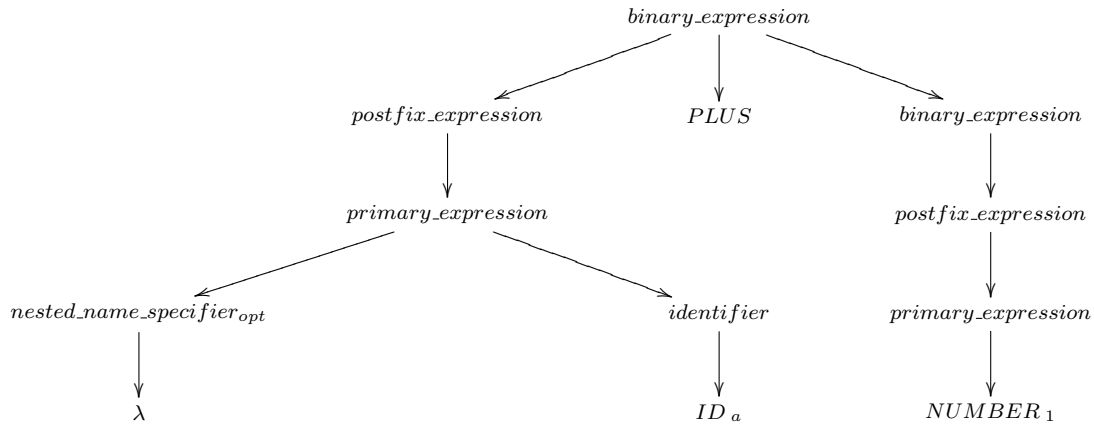 binary_expression
postfix_expression PLUS binary_expression
primary_expression postfix_expression
nested_name_specifier_opt identifier primary_expression
λ ID_a NUMBER_1